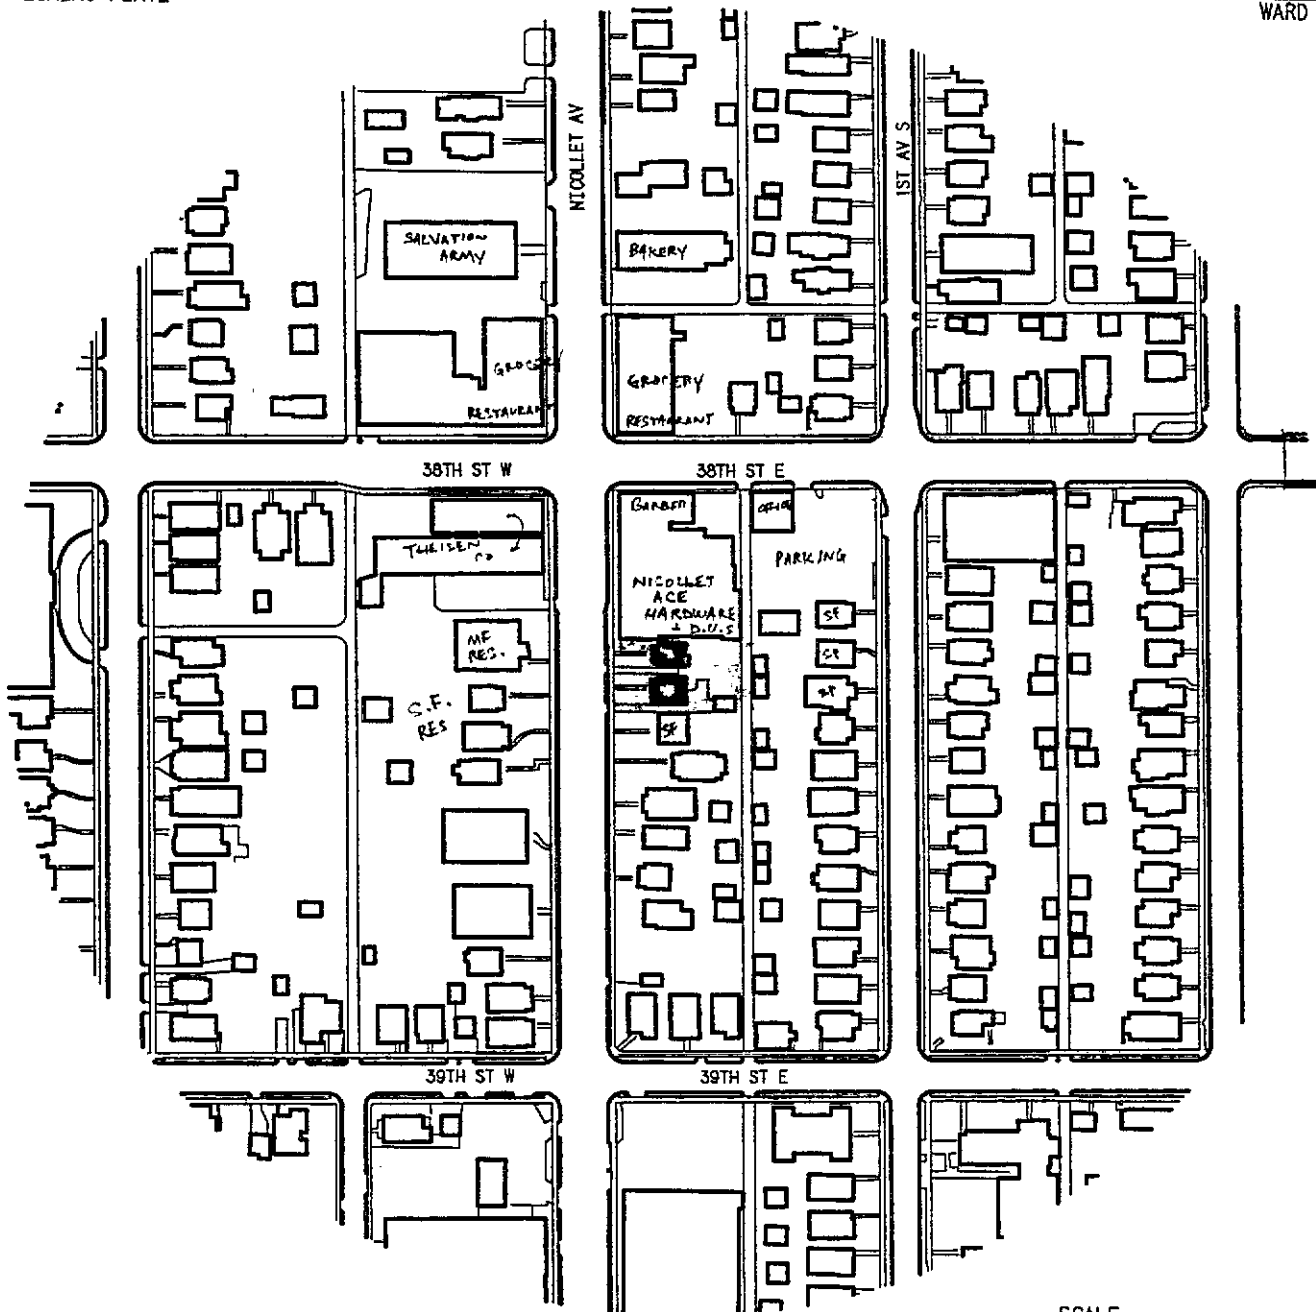 WARD
NICOLLET AV
1ST AV S
SALVATION
ARMY
BAKERY
GROCERY
RESTAURANT
GROCERY
RESTAURANT
38TH ST W
38TH ST E
BARBER
OFFICE
THEISEN
CO
PARKING
NICOLLET
ACE
HARDWARE
SF
MF
RES.
SF
SF
S.F.
RES
SF
39TH ST W
39TH ST E
SCALE